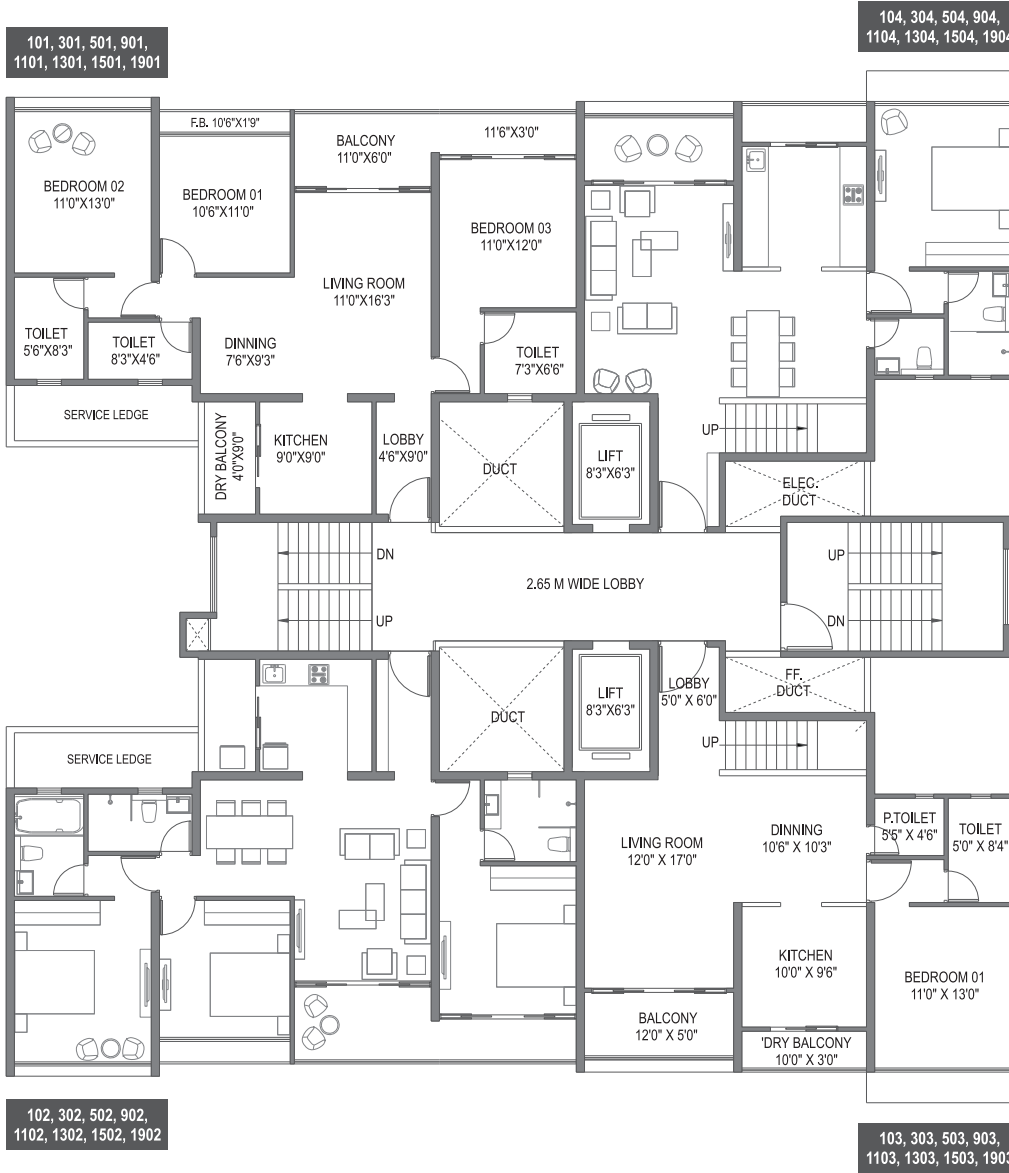 101, 301, 501, 901,
1101, 1301, 1501, 1901
104, 304, 504, 904,
1104, 1304, 1504, 1904
F.B. 10'6"X1'9"
BALCONY
11'0"X6'0"
11'6"X3'0"
BEDROOM 02
11'0"X13'0"
BEDROOM 01
10'6"X11'0"
BEDROOM 03
11'0"X12'0"
LIVING ROOM
11'0"X16'3"
TOILET
5'6"X8'3"
TOILET
8'3"X4'6"
DINNING
7'6"X9'3"
TOILET
7'3"X6'6"
SERVICE LEDGE
DRY BALCONY
4'0"X9'0"
KITCHEN
9'0"X9'0"
LOBBY
4'6"X9'0"
DUCT
LIFT
8'3"X6'3"
UP
ELEC.
DUCT
DN
UP
2.65 M WIDE LOBBY
UP
DN
DUCT
LIFT
8'3"X6'3"
LOBBY
5'0" X 6'0"
FF.
DUCT
UP
SERVICE LEDGE
LIVING ROOM
12'0" X 17'0"
DINNING
10'6" X 10'3"
P.TOILET
5'5" X 4'6"
TOILET
5'0" X 8'4"
KITCHEN
10'0" X 9'6"
BEDROOM 01
11'0" X 13'0"
BALCONY
12'0" X 5'0"
'DRY BALCONY
10'0" X 3'0"
102, 302, 502, 902,
1102, 1302, 1502, 1902
103, 303, 503, 903,
1103, 1303, 1503, 1903